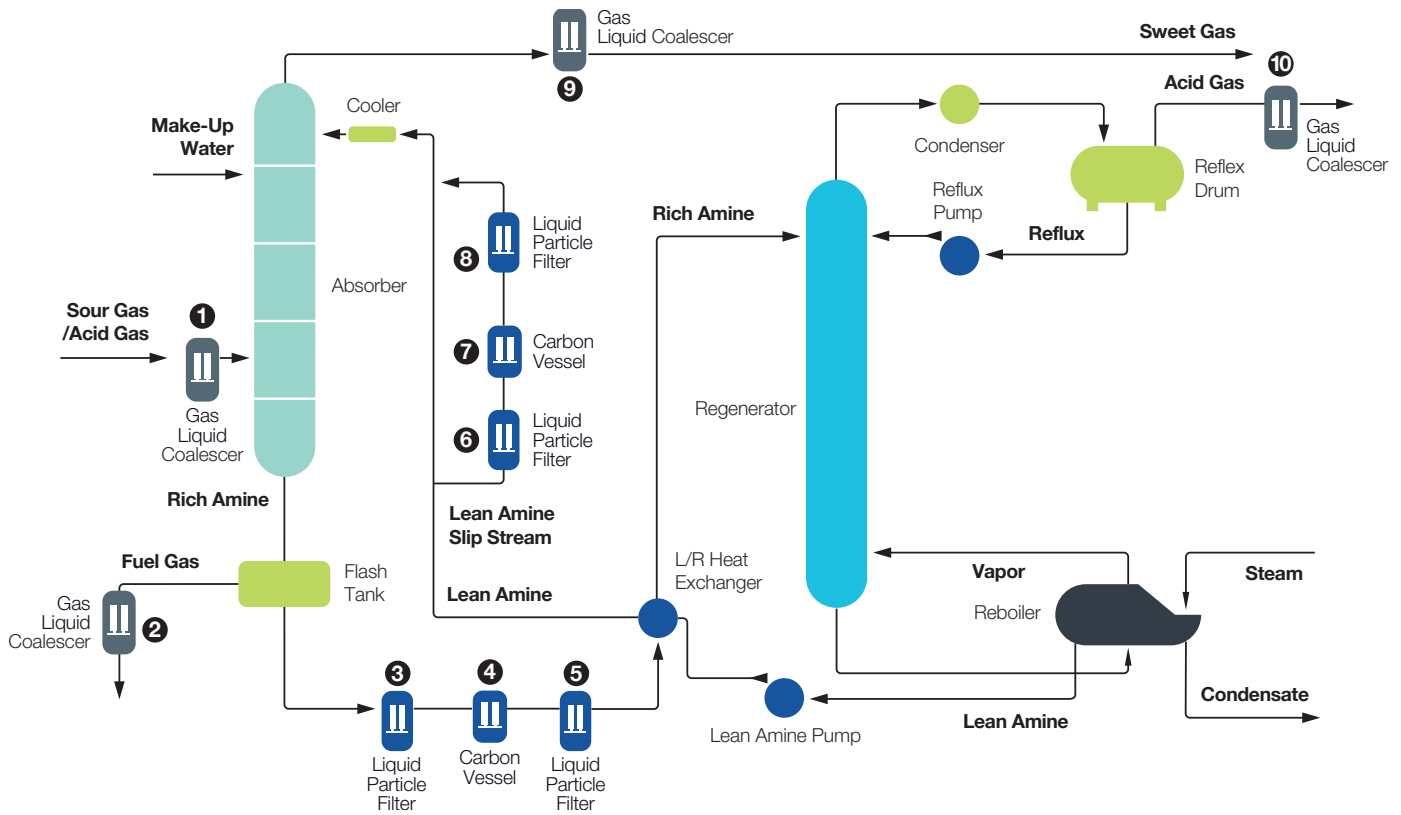 Gas
Liquid Coalescer
9
Sweet Gas
10
Acid Gas
Gas
Liquid
Coalescer
Cooler
Make-Up
Water
Condenser
Reflex
Drum
Reflux
Pump
Reflux
Rich Amine
Liquid
Particle
Filter
8
Absorber
Sour Gas
/Acid Gas
1
Gas
Liquid
Coalescer
7
Carbon
Vessel
6
Liquid
Particle
Filter
Regenerator
Rich Amine
Lean Amine
Slip Stream
Fuel Gas
Flash
Tank
Gas
Liquid
Coalescer
2
Lean Amine
L/R Heat
Exchanger
Vapor
Steam
Reboiler
3
4
5
Liquid
Particle
Filter
Carbon
Vessel
Liquid
Particle
Filter
Lean Amine Pump
Lean Amine
Condensate